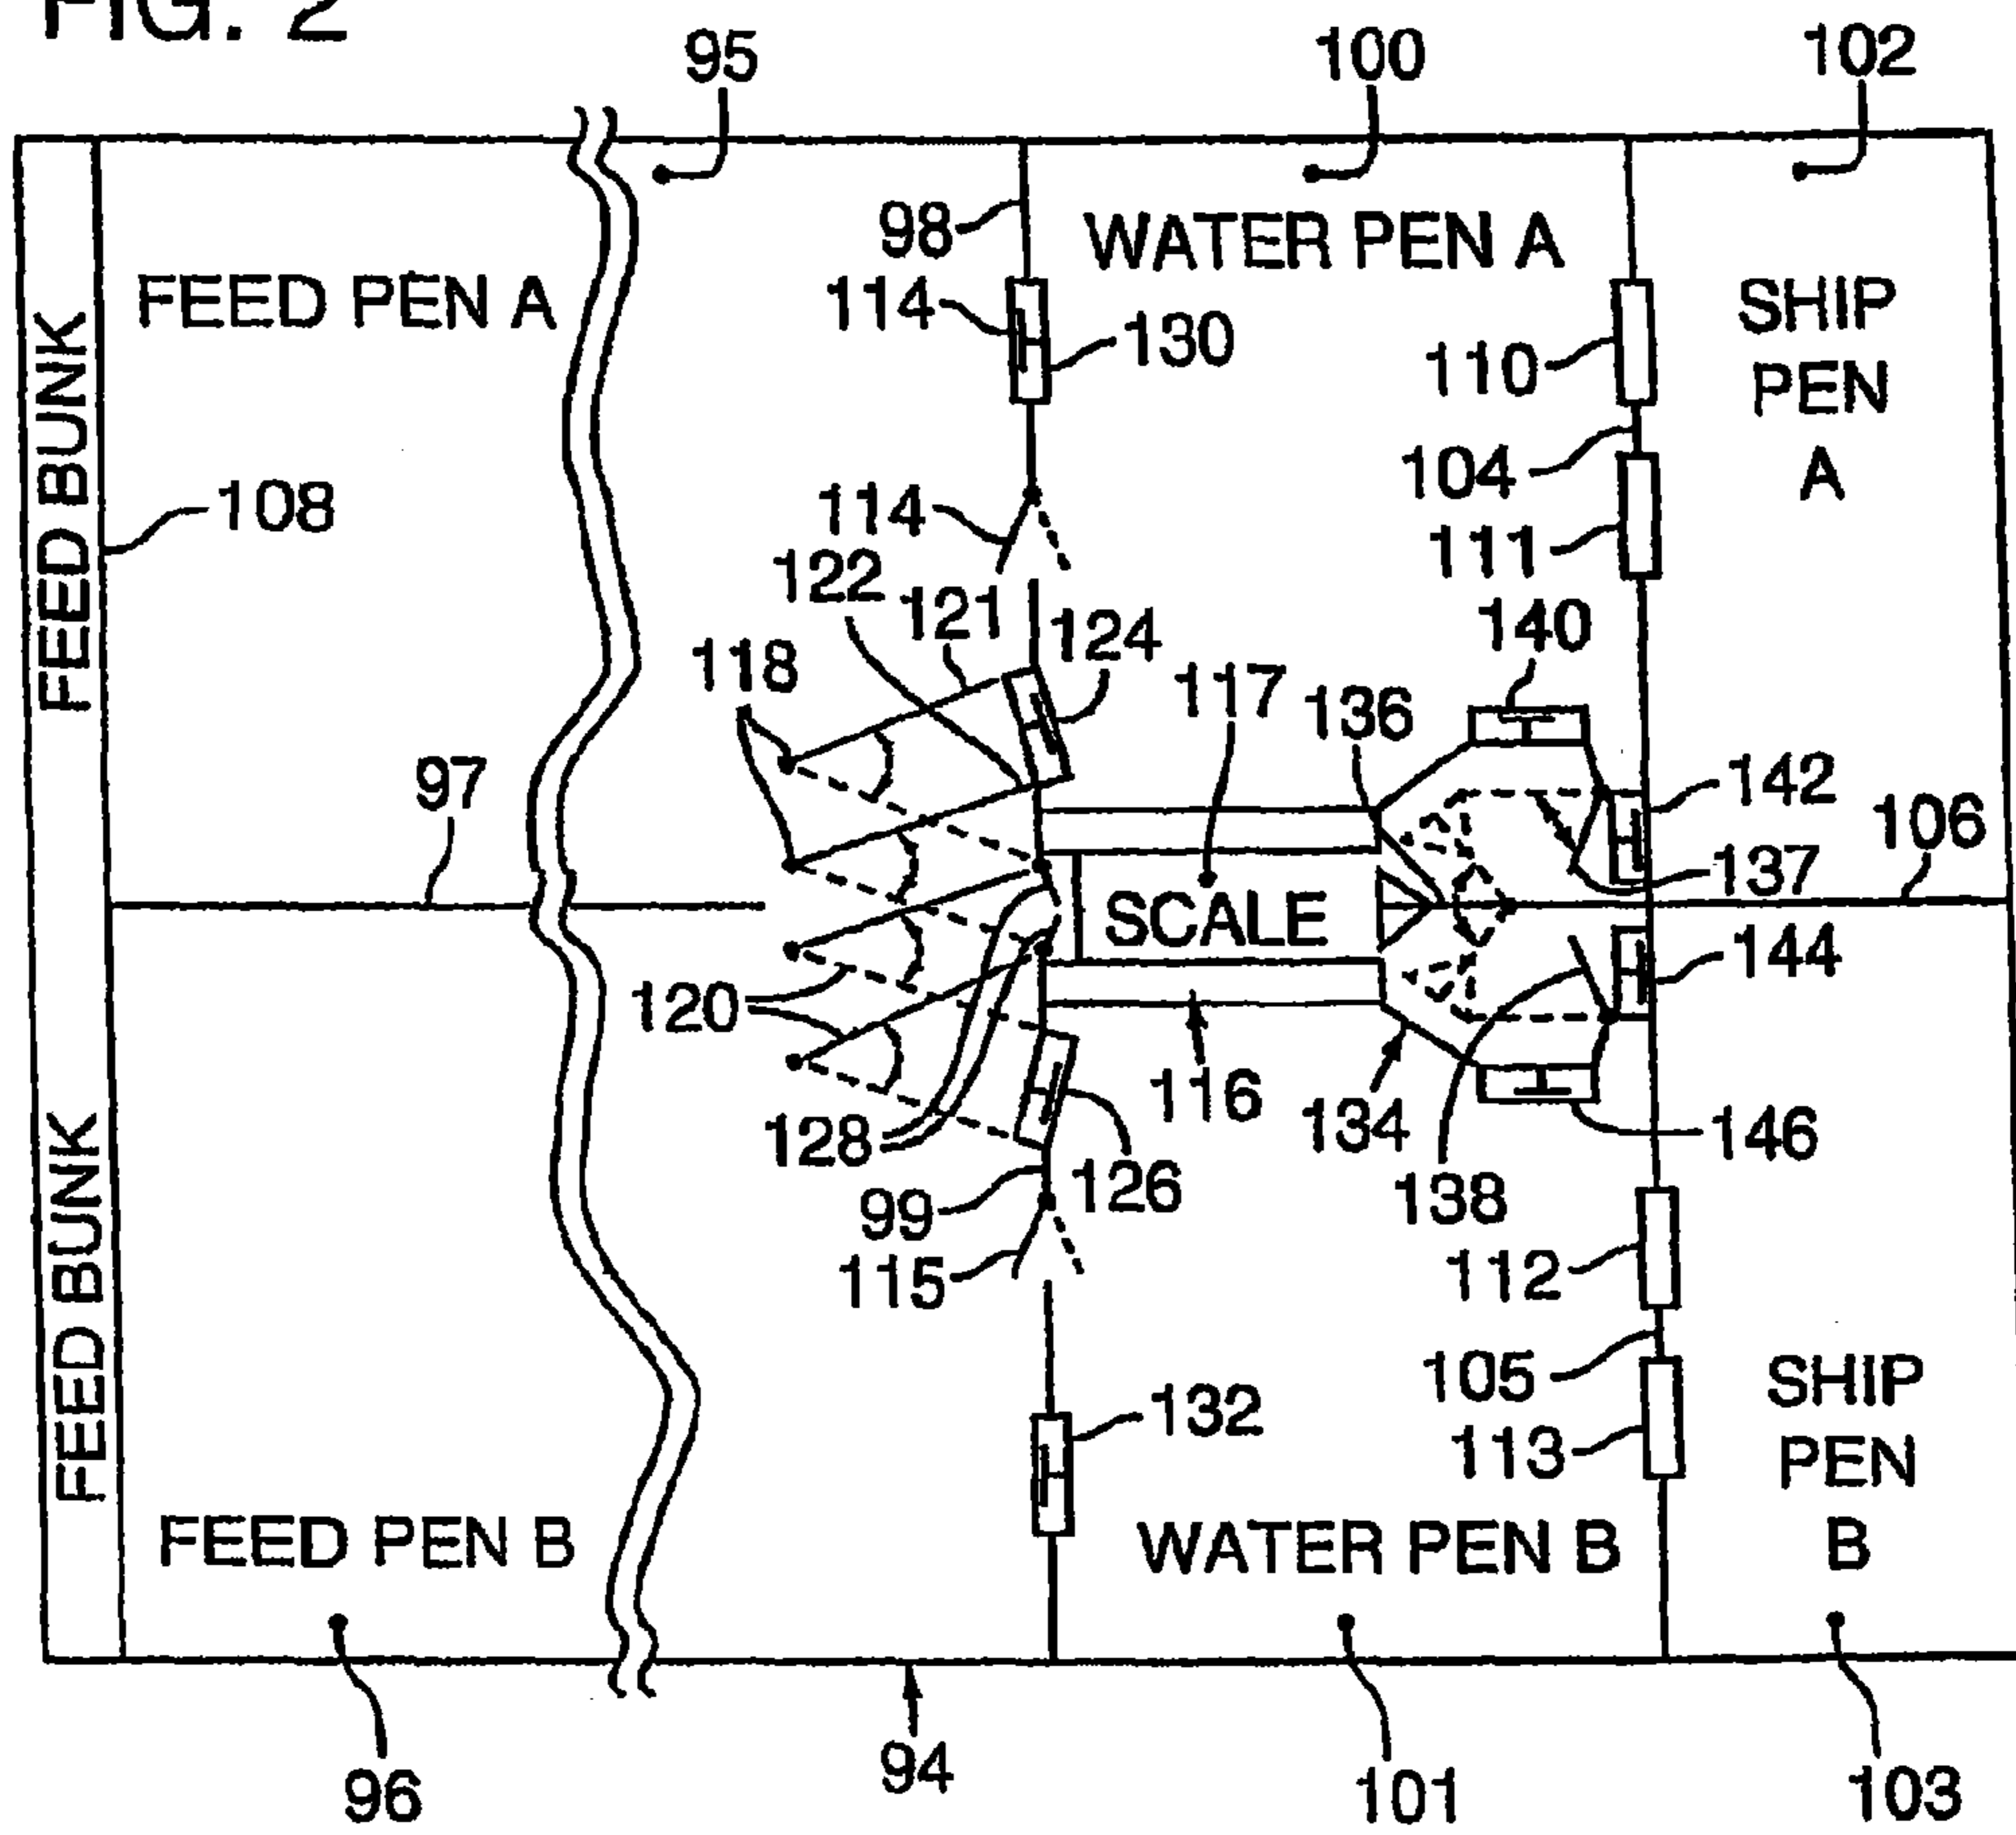 FIG. 2
95
100
102
98
WATER PEN A
FEED PEN A
114
130
SHIP
PEN
A
110
104
FEED BUNK
108
114
111
122
121
124
140
118
117
136
97
142
106
137
SCALE
120
144
116
134
128
146
138
126
99
115
112
FEED BUNK
105
132
113
SHIP
PEN
B
FEED PEN B
WATER PEN B
96
94
101
103